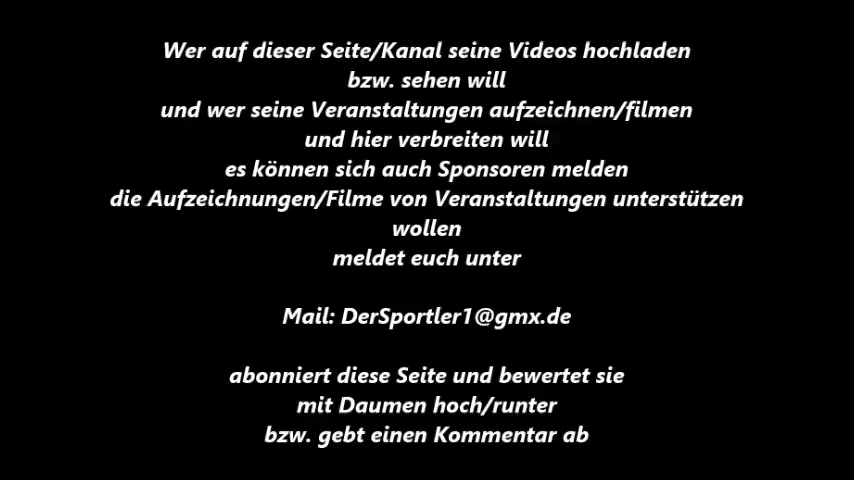 Wer auf dieser Seite/Kanal seine Videos hochladen
bzw. sehen will
und wer seine Veranstaltungen aufzeichnen/filmen
und hier verbreiten will
es können sich auch Sponsoren melden
die Aufzeichnungen/Filme von Veranstaltungen unterstützen
wollen
meldet euch unter
Mail: DerSportler1@gmx.de
abonniert diese Seite und bewertet sie
mit Daumen hoch/runter
bzw. gebt einen Kommentar ab